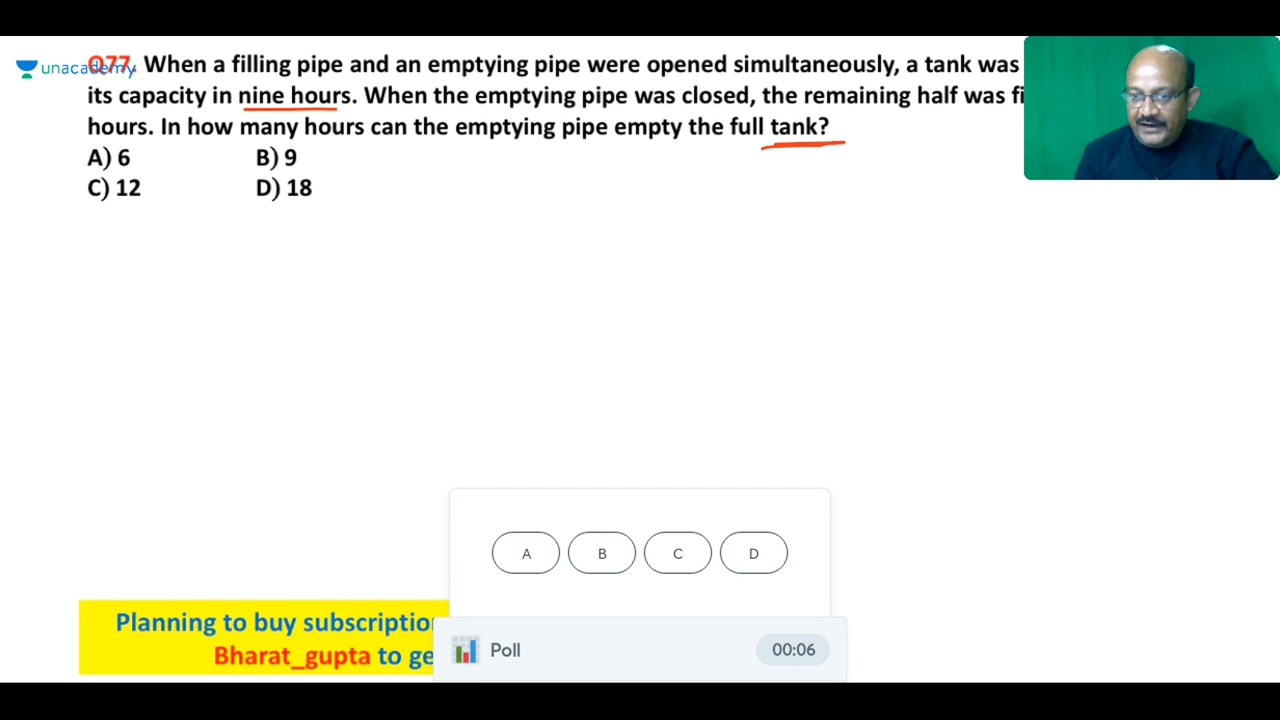 unacademy
Q77. When a filling pipe and an emptying pipe were opened simultaneously, a tank was
its capacity in nine hours. When the emptying pipe was closed, the remaining half was fi
hours. In how many hours can the emptying pipe empty the full tank?
A) 6 B) 9
C) 12 D) 18
A B C D
Planning to buy subscription
Bharat_gupta to ge
Poll 00:06